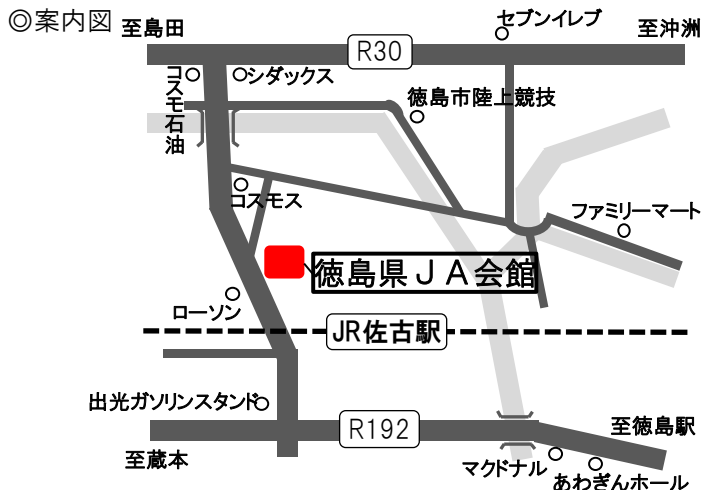 ◎案内図
至島田
セブンイレブ
至沖洲
R30
コスモ石油
シダックス
徳島市陸上競技
コスモス
ファミリーマート
徳島県ＪＡ会館
ローソン
JR佐古駅
出光ガソリンスタンド
R192
至徳島駅
至蔵本
マクドナル
あわぎんホール